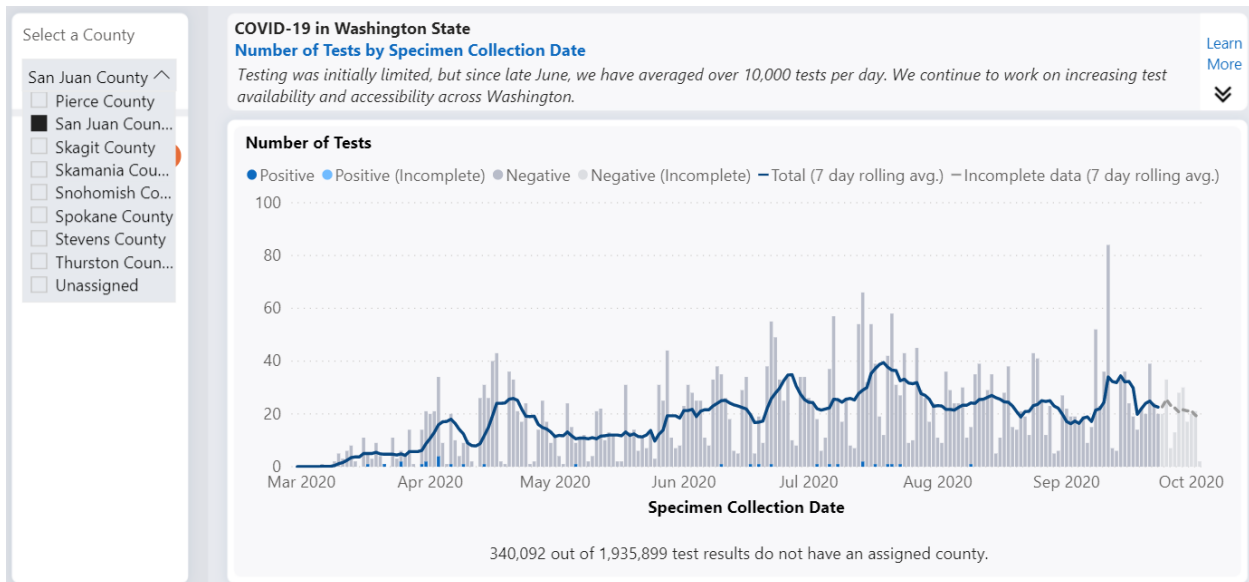 Select a County
San Juan County
Pierce County
San Juan Coun...
Skagit County
Skamania Cou...
Snohomish Co...
Spokane County
Stevens County
Thurston Coun...
Unassigned
COVID-19 in Washington State
Number of Tests by Specimen Collection Date
Testing was initially limited, but since late June, we have averaged over 10,000 tests per day. We continue to work on increasing test
availability and accessibility across Washington.
Learn
More
Number of Tests
Positive Positive (Incomplete) Negative Negative (Incomplete) Total (7 day rolling avg.) Incomplete data (7 day rolling avg.)
100
80
60
40
20
0
Mar 2020 Apr 2020 May 2020 Jun 2020 Jul 2020 Aug 2020 Sep 2020 Oct 2020
Specimen Collection Date
340,092 out of 1,935,899 test results do not have an assigned county.